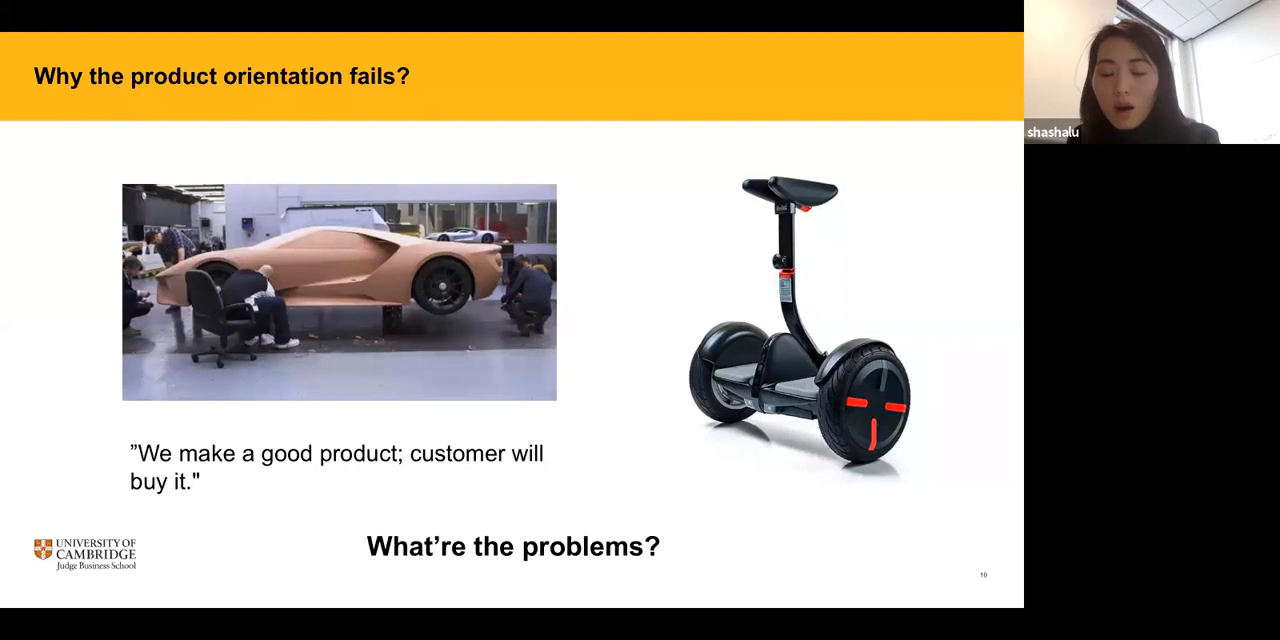 Why the product orientation fails?
shashalu
”We make a good product; customer will
buy it."
What’re the problems?
UNIVERSITY OF
CAMBRIDGE
Judge Business School
10